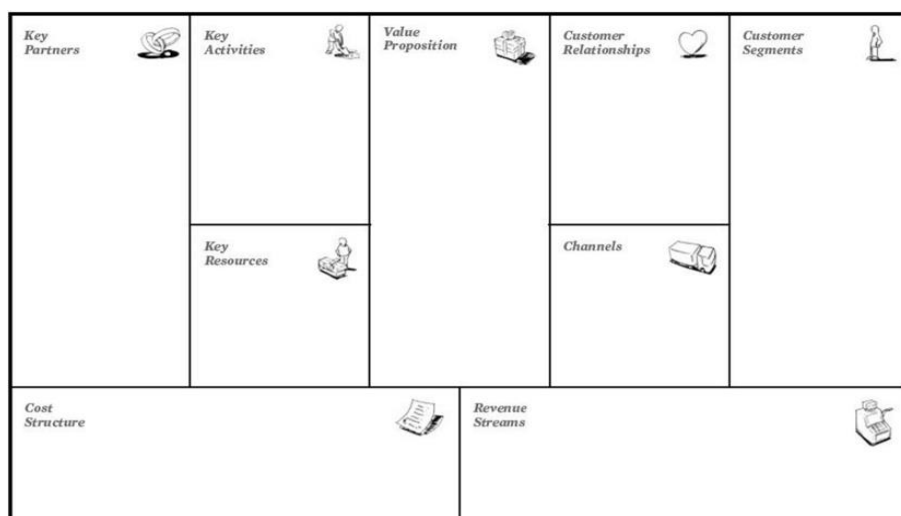 Key
Partners
Key
Activities
Value
Proposition
Customer
Relationships
Customer
Segments
Key
Resources
Channels
Cost
Structure
Revenue
Streams